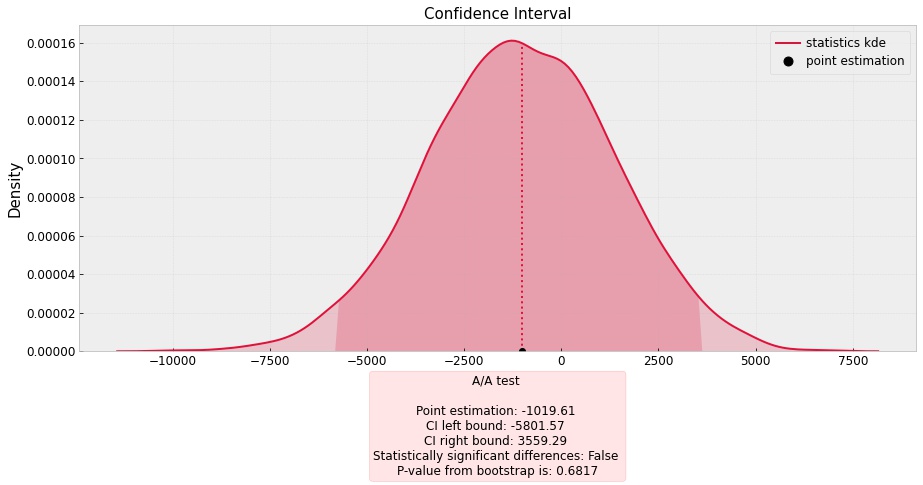 Confidence Interval
statistics kde
point estimation
Density
0.00016
0.00014
0.00012
0.00010
0.00008
0.00006
0.00004
0.00002
0.00000
−10000 −7500 −5000 −2500 0 2500 5000 7500
A/A test
Point estimation: -1019.61
CI left bound: -5801.57
CI right bound: 3559.29
Statistically significant differences: False
P-value from bootstrap is: 0.6817